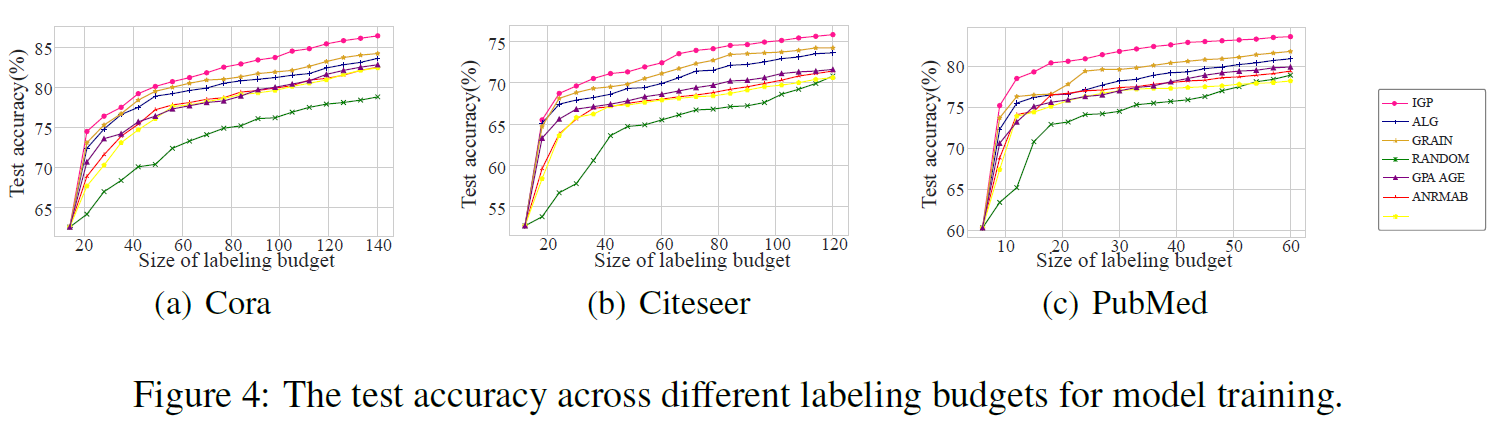 Test accuracy(%)
85
80
75
70
65
20 40 60 80 100 120 140
Size of labeling budget
(a) Cora
Test accuracy(%)
75
70
65
60
55
20 40 60 80 100 120
Size of labeling budget
(b) Citeseer
Test accuracy(%)
80
75
70
65
60
10 20 30 40 50 60
Size of labeling budget
(c) PubMed
IGP
ALG
GRAIN
RANDOM
GPA AGE
ANRMAB
Figure 4: The test accuracy across different labeling budgets for model training.